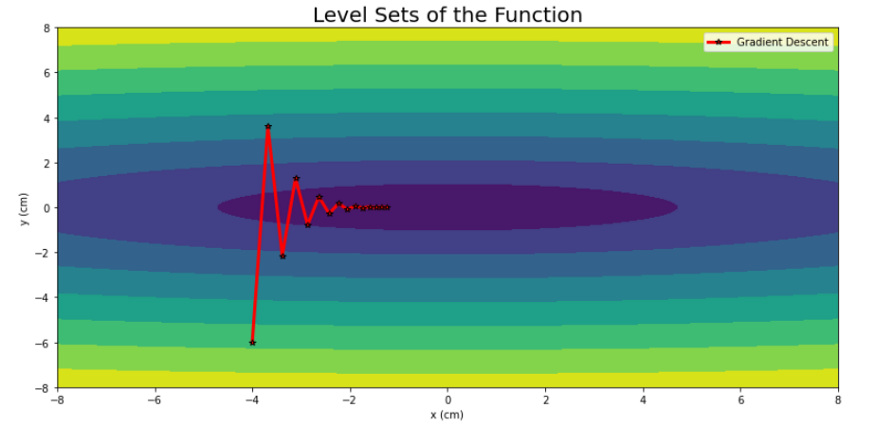 Level Sets of the Function
Gradient Descent
8
6
4
2
0
−2
−4
−6
−8
y (cm)
−8 −6 −4 −2 0 2 4 6 8
x (cm)